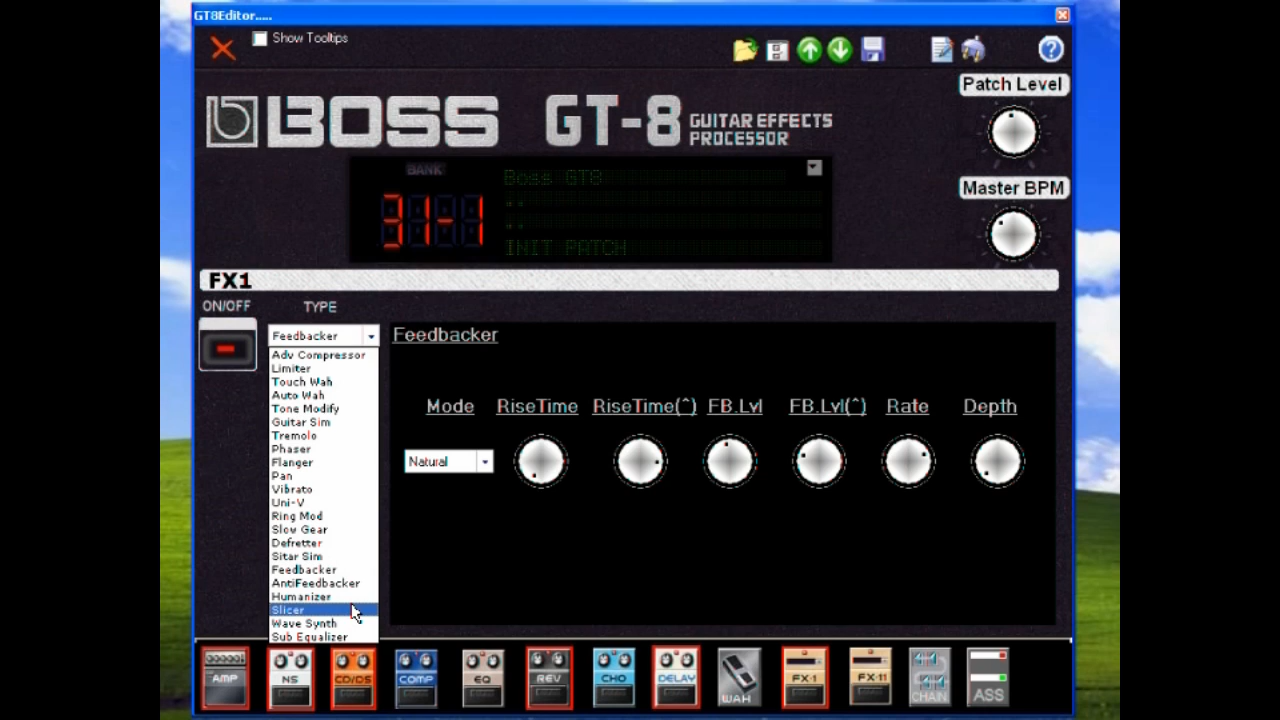 GT8Editor.....
Show Tooltips
Patch Level
BOSS GT-8 GUITAR EFFECTS PROCESSOR
BANK
Boss GT8
Master BPM
31-1
..
..
INIT PATCH
FX1
ON/OFF TYPE
Feedbacker
Feedbacker
Adv Compressor
Limiter
Touch Wah
Auto Wah
Tone Modify
Guitar Sim
Tremolo
Phaser
Flanger
Pan
Vibrato
Uni-V
Ring Mod
Slow Gear
Defretter
Sitar Sim
Feedbacker
AntiFeedbacker
Humanizer
Slicer
Wave Synth
Sub Equalizer
Mode RiseTime RiseTime(^) FB.Lvl FB.Lvl(^) Rate Depth
Natural
AMP NS CD/DS COMP EQ REV CHO DELAY WAH FX-1 FX-11 CHAIN ASS